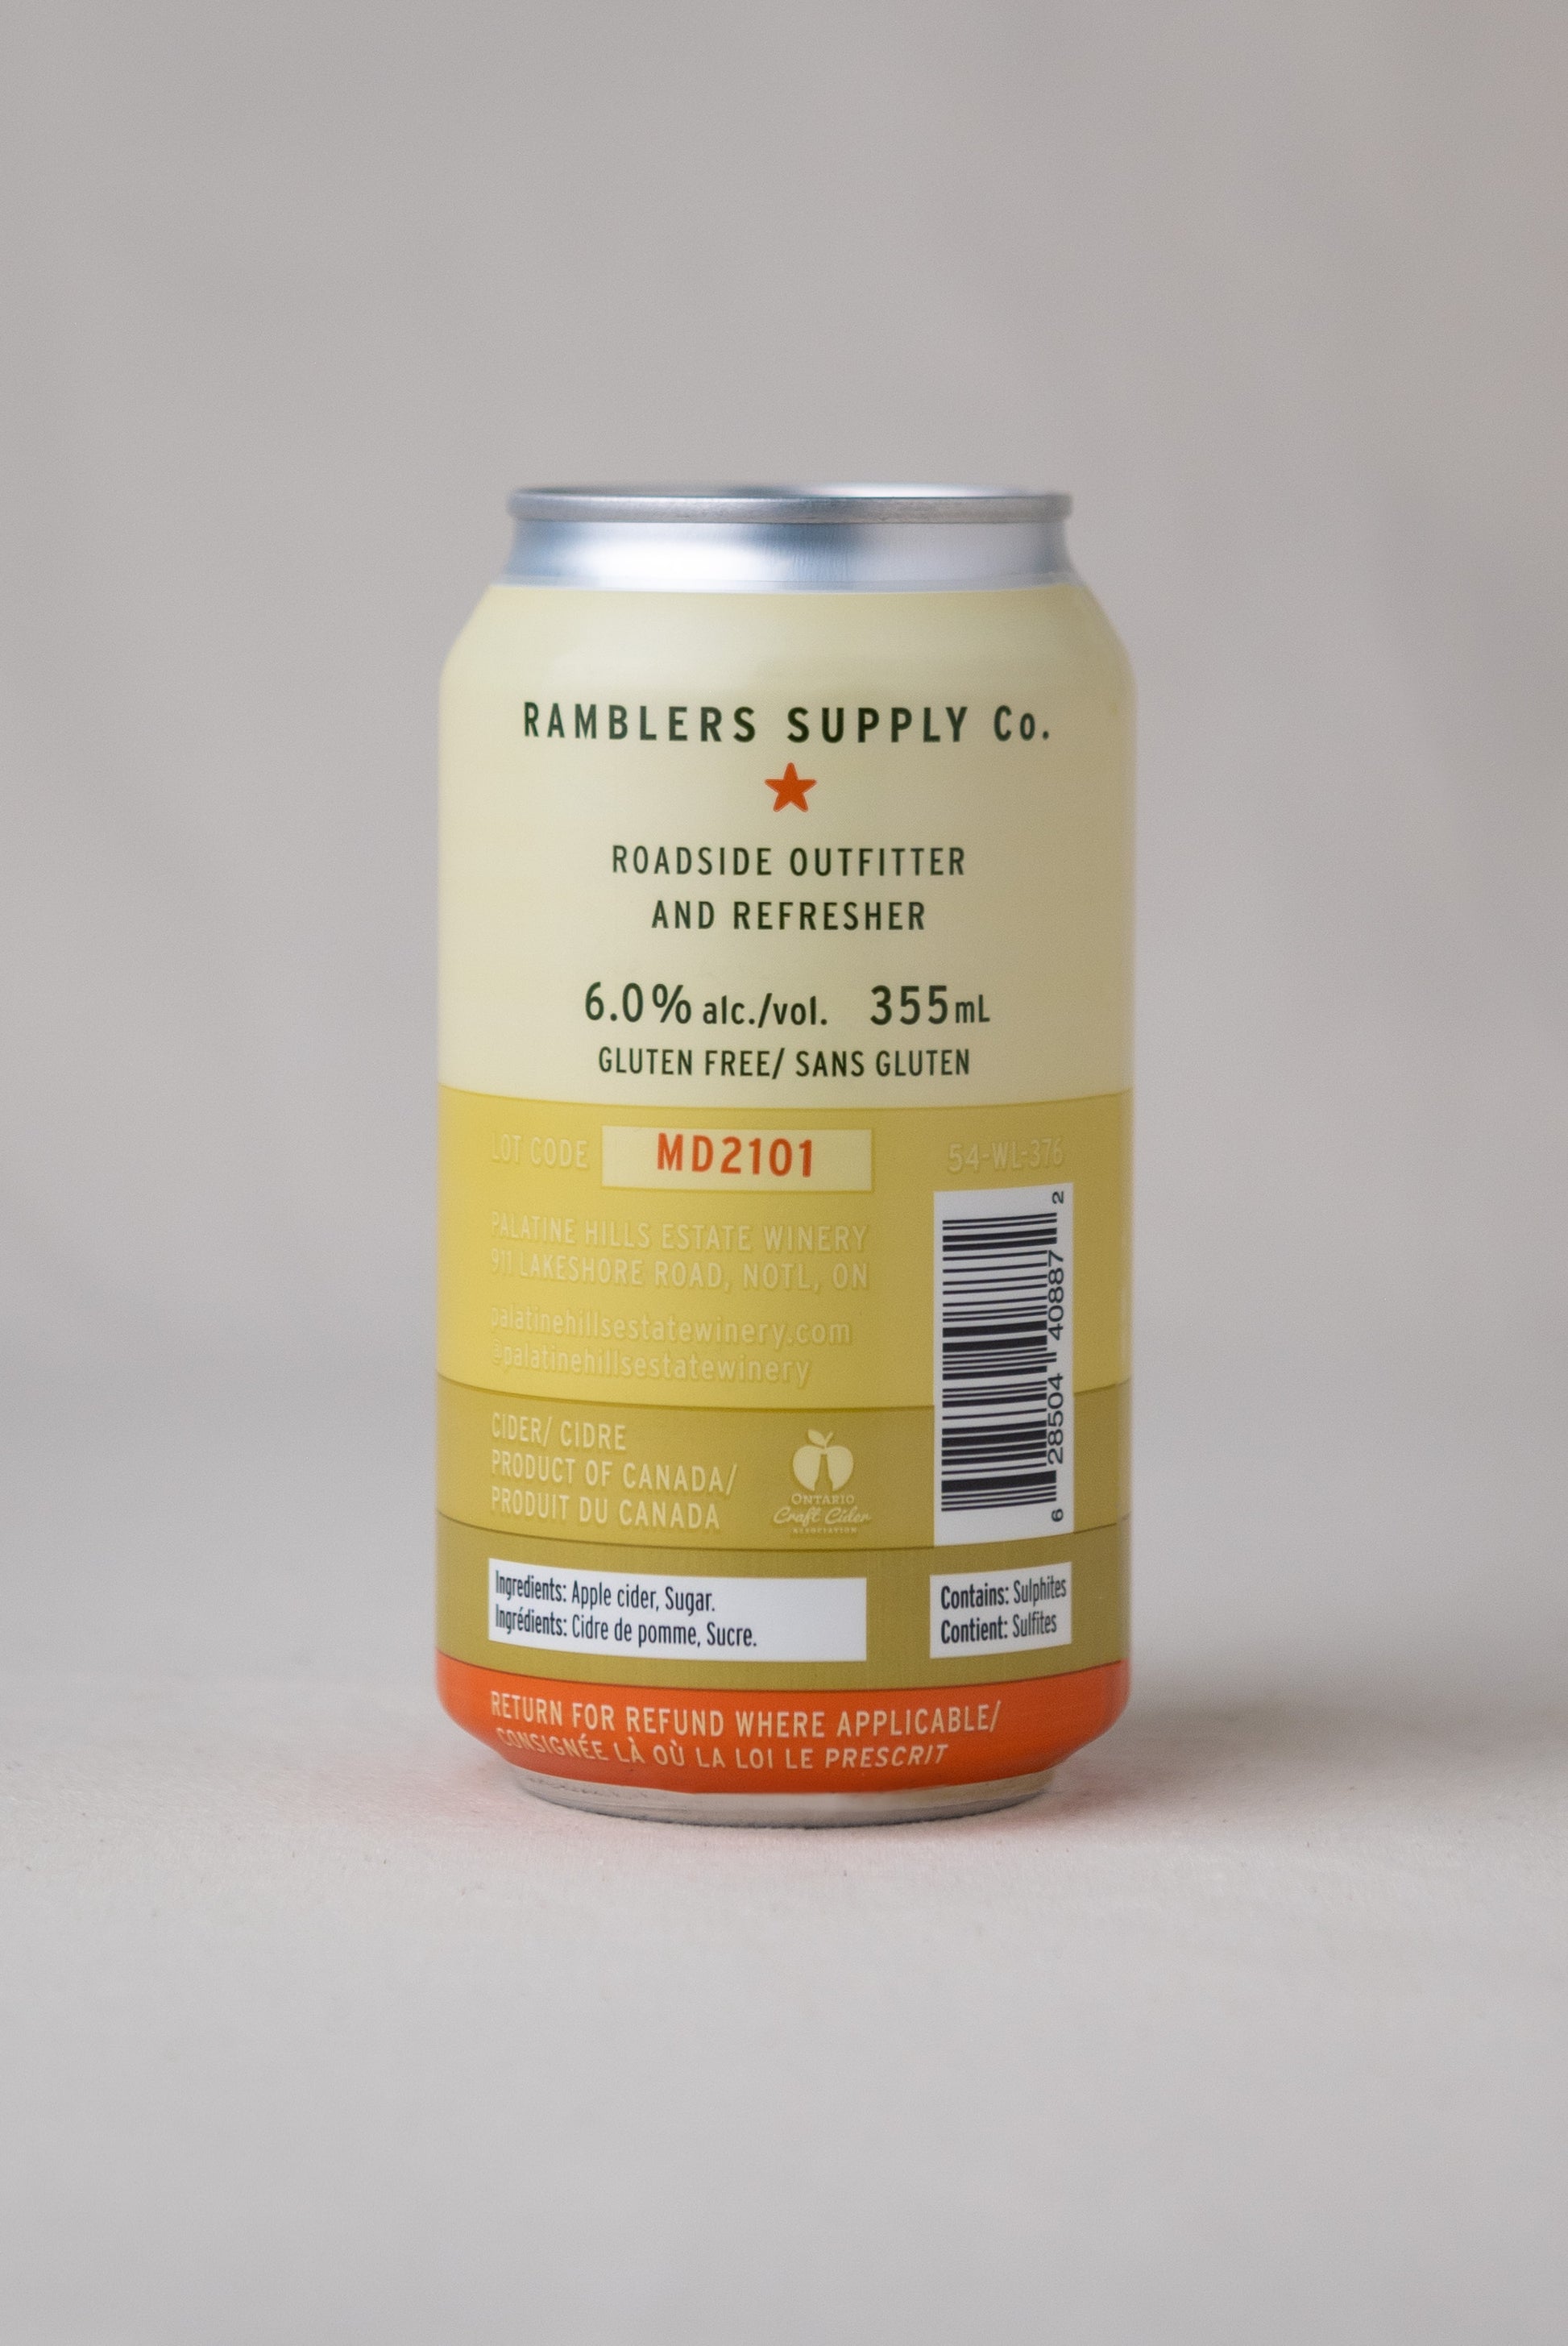 RAMBLERS SUPPLY Co.
ROADSIDE OUTFITTER
AND REFRESHER
6.0% alc./vol. 355mL
GLUTEN FREE/ SANS GLUTEN
LOT CODE MD2101 54-WL-376
PALATINE HILLS ESTATE WINERY
911 LAKESHORE ROAD, NOTL, ON
palatinehillsestatewinery.com
@palatinehillsestatewinery
6 28504 40887 2
CIDER/ CIDRE
PRODUCT OF CANADA/
PRODUIT DU CANADA
ONTARIO
Craft Cider
ASSOCIATION
Ingredients: Apple cider, Sugar.
Ingrédients: Cidre de pomme, Sucre.
Contains: Sulphites
Contient: Sulfites
RETURN FOR REFUND WHERE APPLICABLE/
CONSIGNÉE LÀ OÙ LA LOI LE PRESCRIT